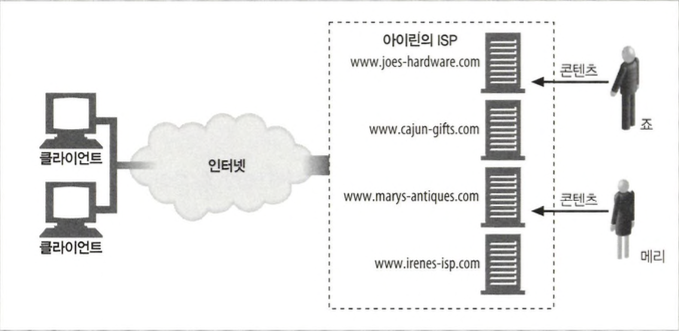 아이린의 ISP
www.joes-hardware.com
콘텐츠
죠
www.cajun-gifts.com
클라이언트
인터넷
www.marys-antiques.com
콘텐츠
클라이언트
메리
www.irenes-isp.com